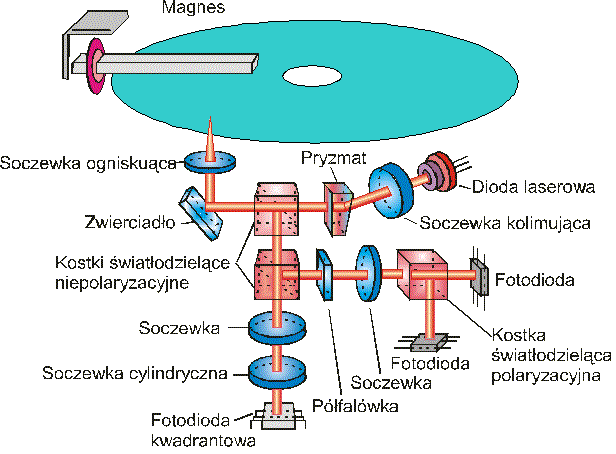 Magnes
Soczewka ogniskująca
Pryzmat
Dioda laserowa
Zwierciadło
Soczewka kolimująca
Kostki światłodzielące
niepolaryzacyjne
Fotodioda
Soczewka
Kostka
światłodzieląca
polaryzacyjna
Fotodioda
Soczewka cylindryczna
Soczewka
Półfalówka
Fotodioda
kwadrantowa